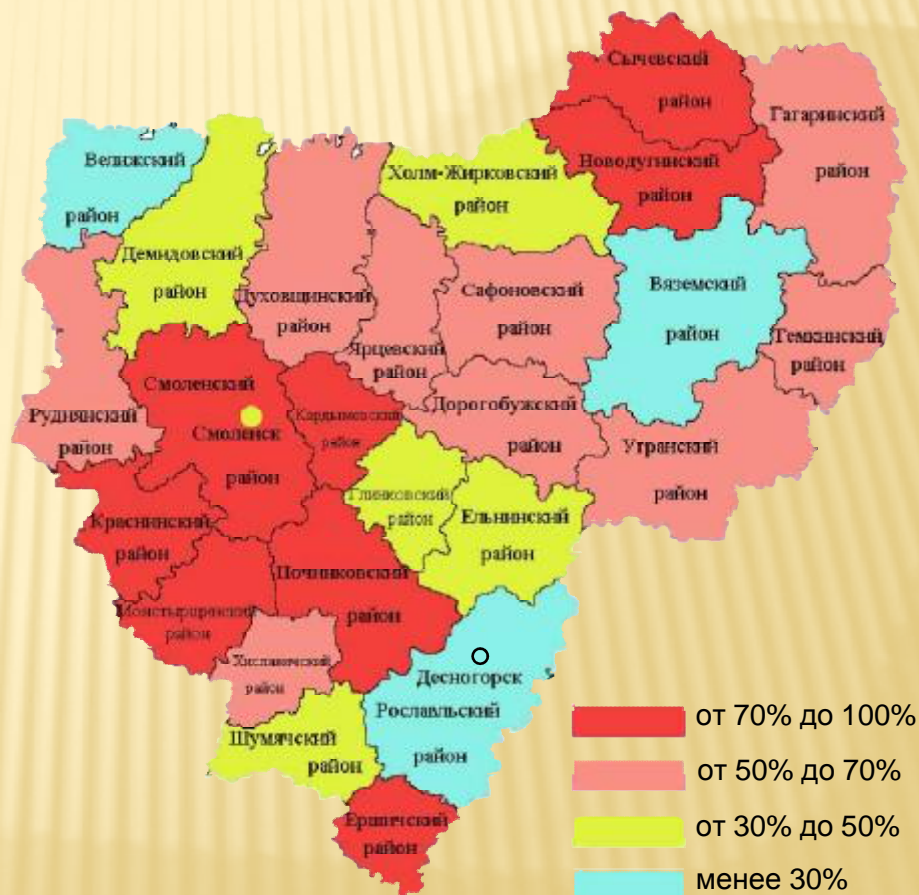 Сычевский
район
Гагаринский
район
Новодугинский
район
Велижский
район
Холм-Жирковский
район
Демидовский
район
Духовщинский
район
Сафоновский
район
Вяземский
район
Ярцевский
район
Темкинский
район
Смоленский
Смоленск
район
Кардымовский
район
Дорогобужский
район
Руднянский
район
Угранский
район
Глинковский
район
Ельнинский
район
Краснинский
район
Починковский
район
район
Хиславичский
район
Десногорск
Рославльский
район
Шумячский
район
Ершичский
район
от 70% до 100%
от 50% до 70%
от 30% до 50%
менее 30%